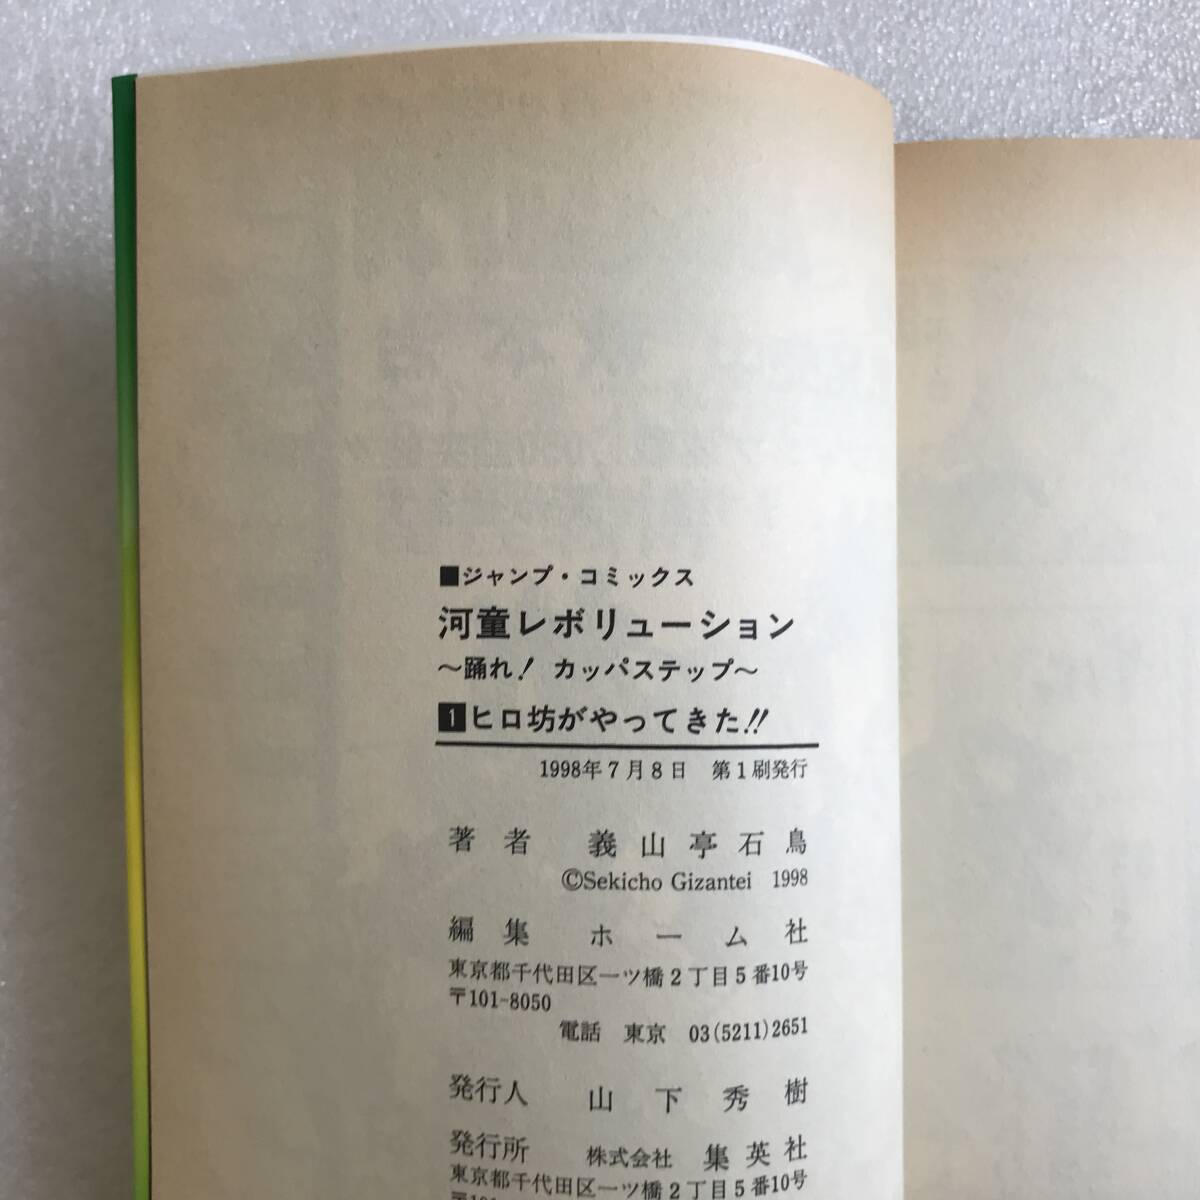 ■ジャンプ・コミックス
河童レボリューション
～踊れ！ カッパステップ～
1ヒロ坊がやってきた!!
1998年7月8日 第1刷発行
著者 義山亭石鳥
©Sekicho Gizantei 1998
編集 ホーム社
東京都千代田区一ツ橋2丁目5番10号
〒101-8050
電話 東京 03(5211)2651
発行人 山下秀樹
発行所 株式会社 集英社
東京都千代田区一ツ橋2丁目5番10号